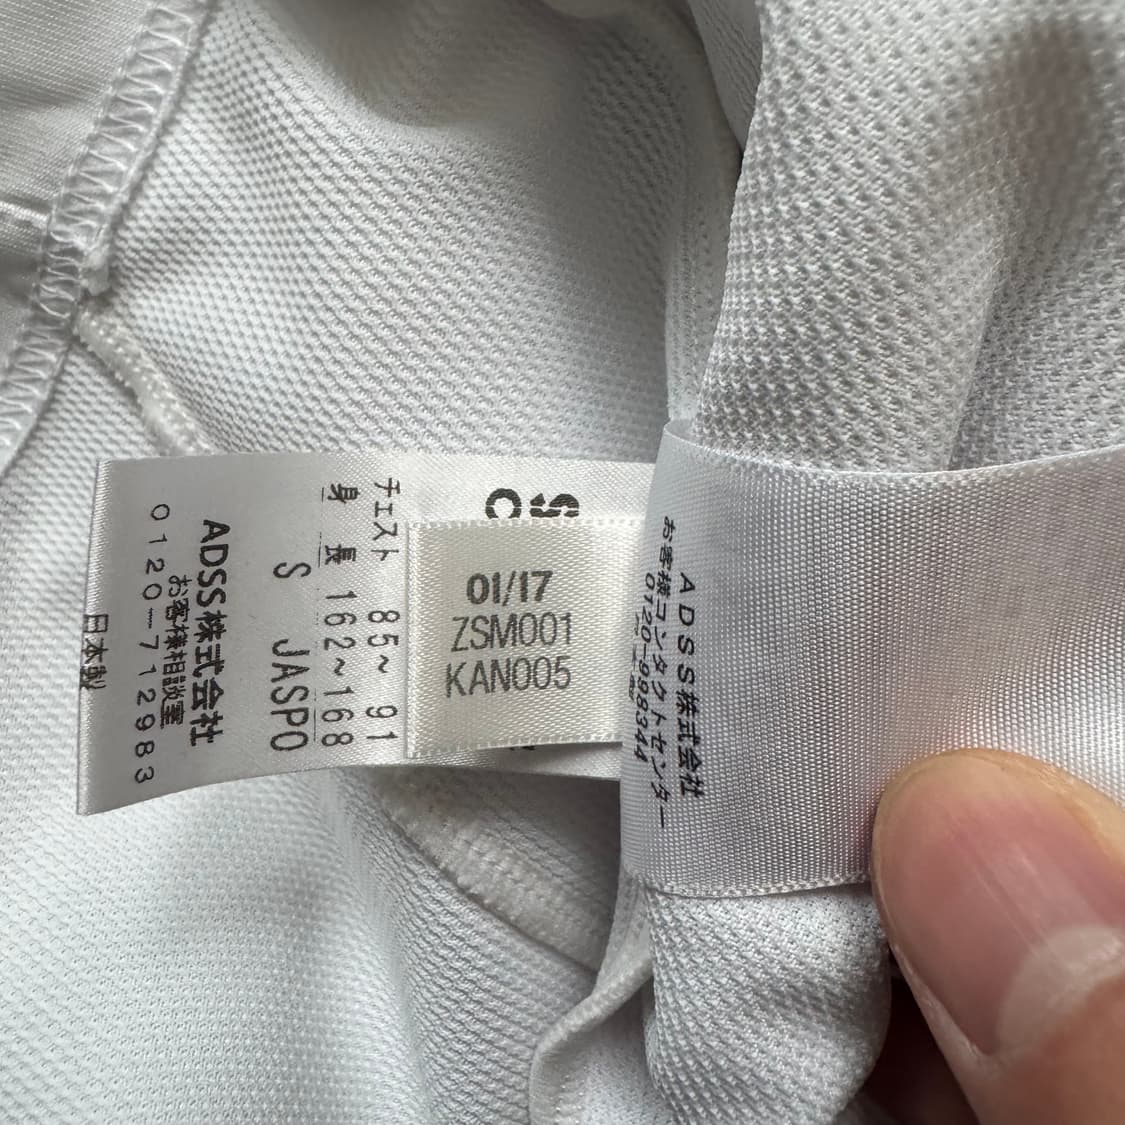 チェスト 85~ 91
身 長 162~168
S JASPO
ADSS株式会社
お客様相談室
0120-712983
日本製
01/17
ZSM001
KAN005
ADSS株式会社
お客様コンタクトセンター
0120-998344